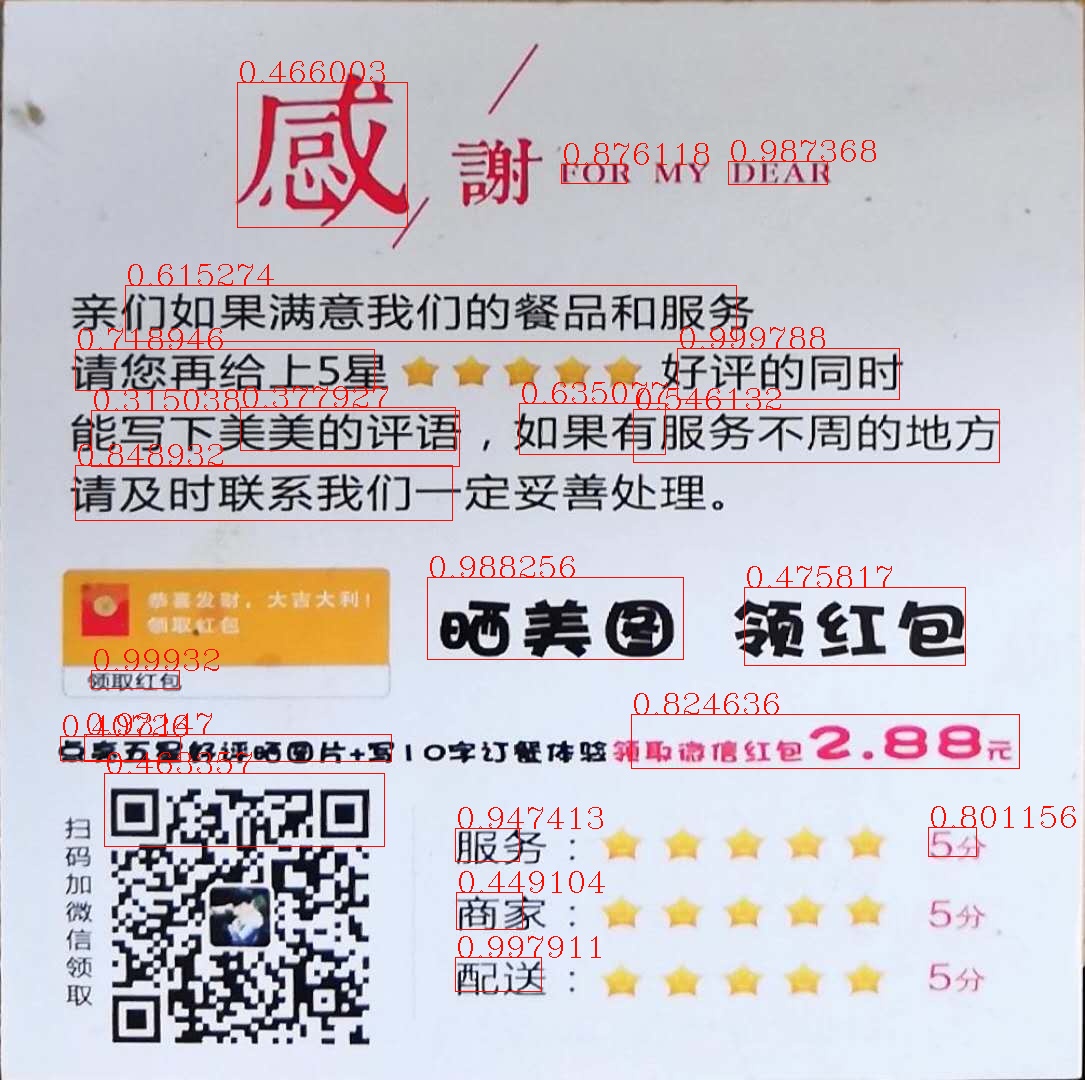 0.466003
感謝 FOR MY DEAR
0.876118 0.987368
0.615274
亲们如果满意我们的餐品和服务
0.718946 0.999788
请您再给上5星 好评的同时
0.315038 0.377927 0.546132
能写下美美的评语，如果有服务不周的地方
0.848932
请及时联系我们一定妥善处理。
0.988256 0.475817
恭喜发财，大吉大利！
领取红包
晒美图 领红包
0.99932
领取红包
0.824636
点亮五星好评晒图片+写10字订餐体验领取微信红包2.88元
0.483357
扫码加微信领取
0.947413 0.801156
服务： 5分
0.449104
商家： 5分
0.997911
配送： 5分